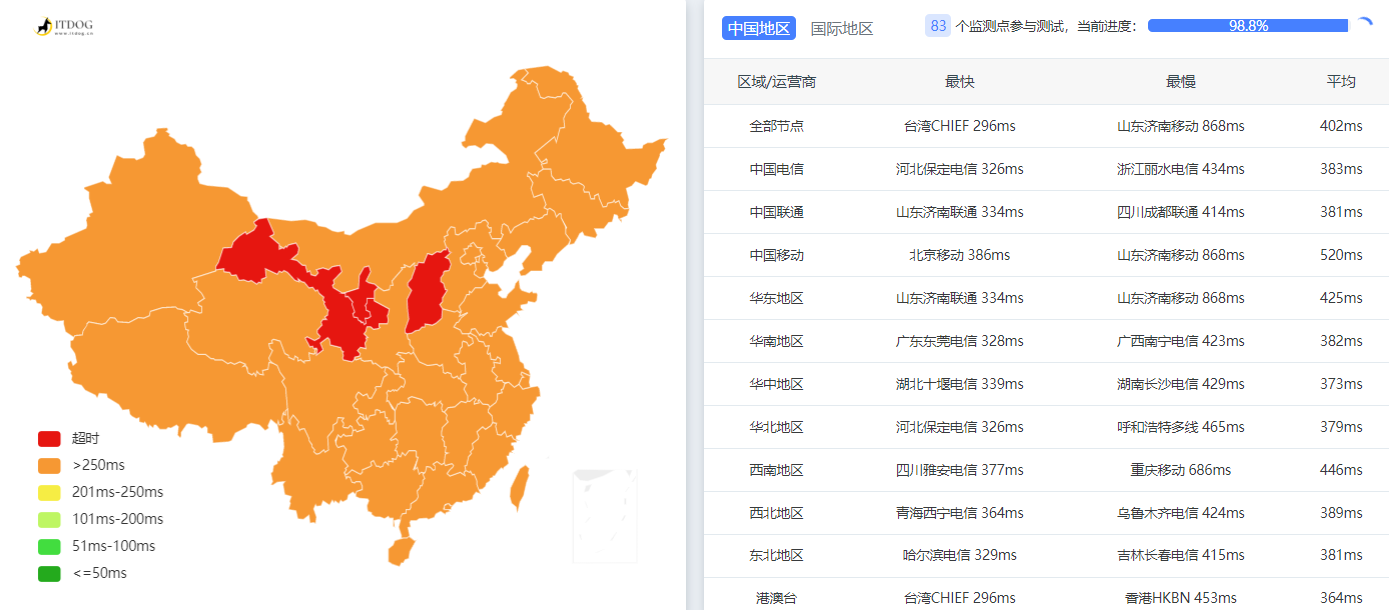 ITDOG
www.itdog.cn
超时
>250ms
201ms-250ms
101ms-200ms
51ms-100ms
<=50ms
中国地区 国际地区 83 个监测点参与测试，当前进度： 98.8%
区域/运营商 最快 最慢 平均
全部节点 台湾CHIEF 296ms 山东济南移动 868ms 402ms
中国电信 河北保定电信 326ms 浙江丽水电信 434ms 383ms
中国联通 山东济南联通 334ms 四川成都联通 414ms 381ms
中国移动 北京移动 386ms 山东济南移动 868ms 520ms
华东地区 山东济南联通 334ms 山东济南移动 868ms 425ms
华南地区 广东东莞电信 328ms 广西南宁电信 423ms 382ms
华中地区 湖北十堰电信 339ms 湖南长沙电信 429ms 373ms
华北地区 河北保定电信 326ms 呼和浩特多线 465ms 379ms
西南地区 四川雅安电信 377ms 重庆移动 686ms 446ms
西北地区 青海西宁电信 364ms 乌鲁木齐电信 424ms 389ms
东北地区 哈尔滨电信 329ms 吉林长春电信 415ms 381ms
港澳台 台湾CHIEF 296ms 香港HKBN 453ms 364ms